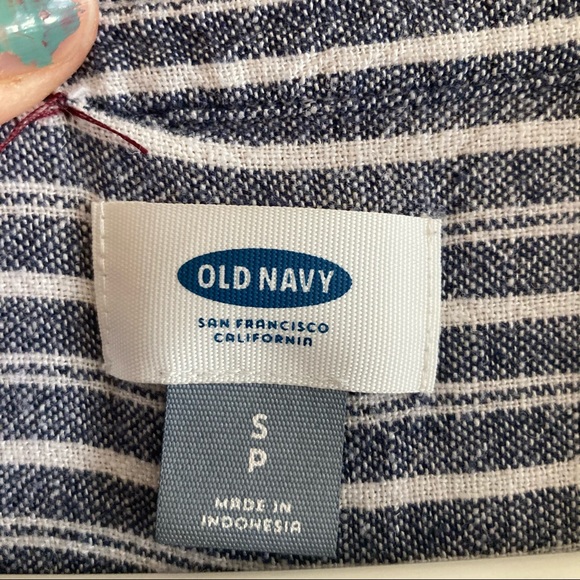 OLD NAVY
SAN FRANCISCO
CALIFORNIA
S
P
MADE IN
INDONESIA